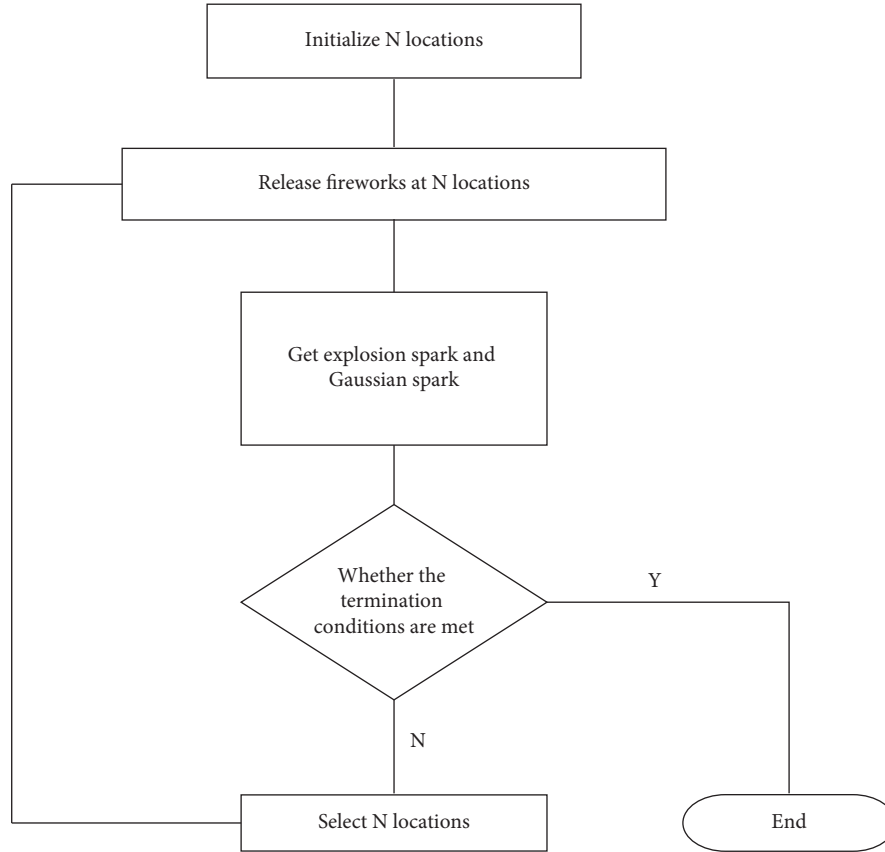 Initialize N locations
Release fireworks at N locations
Get explosion spark and
Gaussian spark
Whether the
termination
conditions are met
Y
N
Select N locations
End